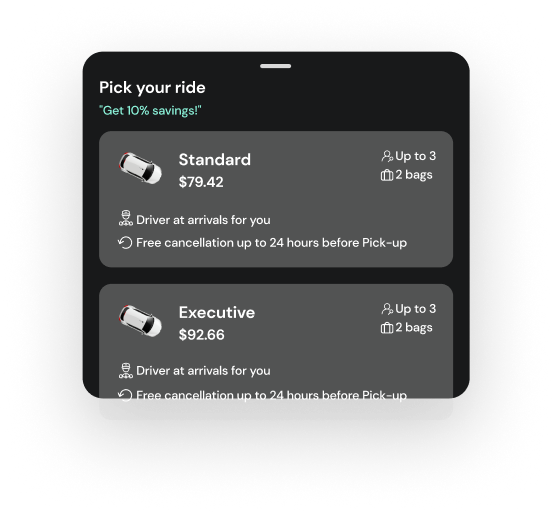 Pick your ride
"Get 10% savings!"
Standard
$79.42
Up to 3
2 bags
Driver at arrivals for you
Free cancellation up to 24 hours before Pick-up
Executive
$92.66
Up to 3
2 bags
Driver at arrivals for you
Free cancellation up to 24 hours before Pick-up